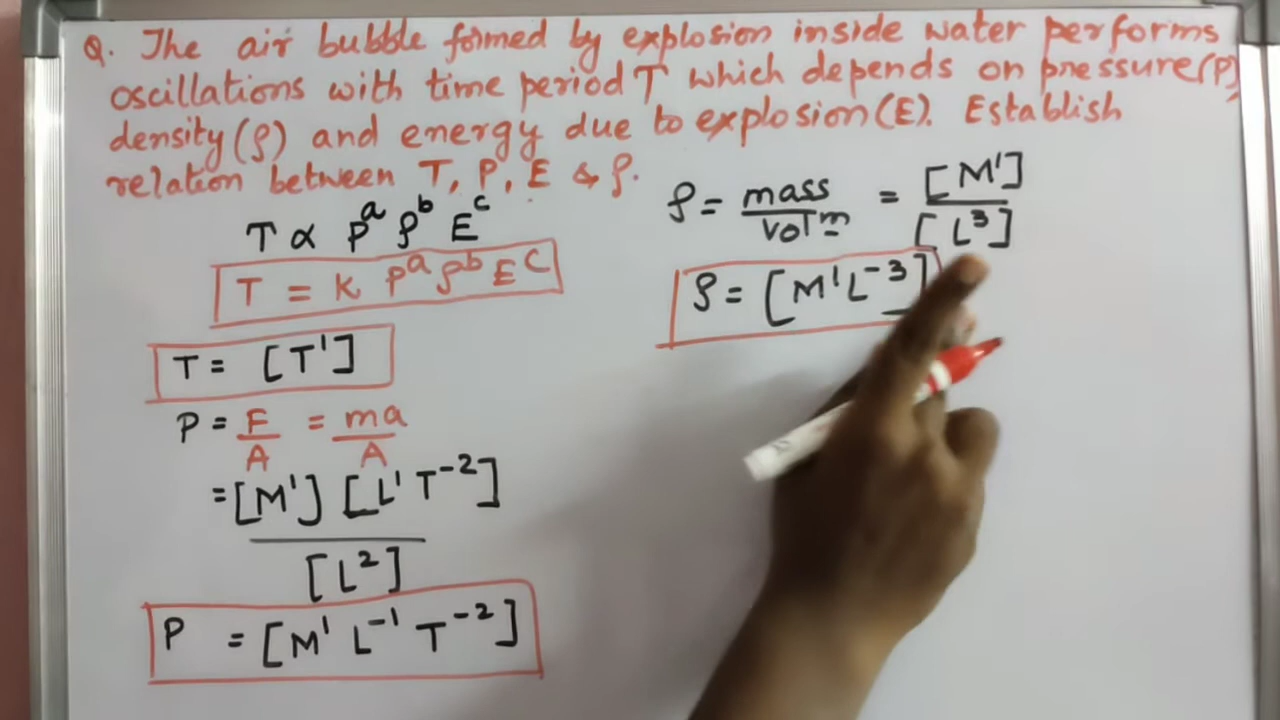 Q. The air bubble formed by explosion inside water performs
oscillations with time period T which depends on pressure(P),
density(ρ) and energy due to explosion(E). Establish
relation between T, P, E & ρ.
T ∝ P^a ρ^b E^c
T = K P^a ρ^b E^c
T = [T¹]
P = F/A = ma/A
= [M¹] [L¹ T⁻²] / [L²]
P = [M¹ L⁻¹ T⁻²]
ρ = mass/Volm = [M¹]/[L³]
ρ = [M¹L⁻³]